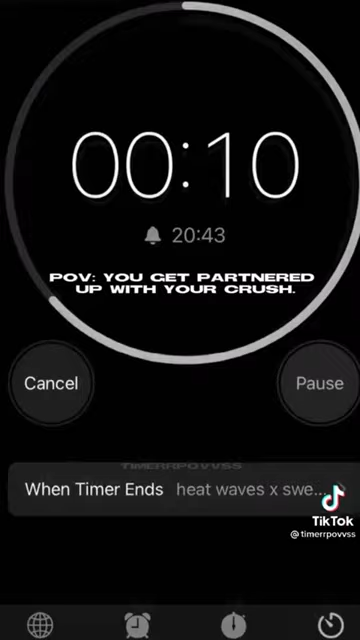 00:10
20:43
POV: YOU GET PARTNERED
UP WITH YOUR CRUSH.
Cancel
Pause
TIMERRPOVVSS
When Timer Ends heat waves x swe...
TikTok
@timerrpovvss